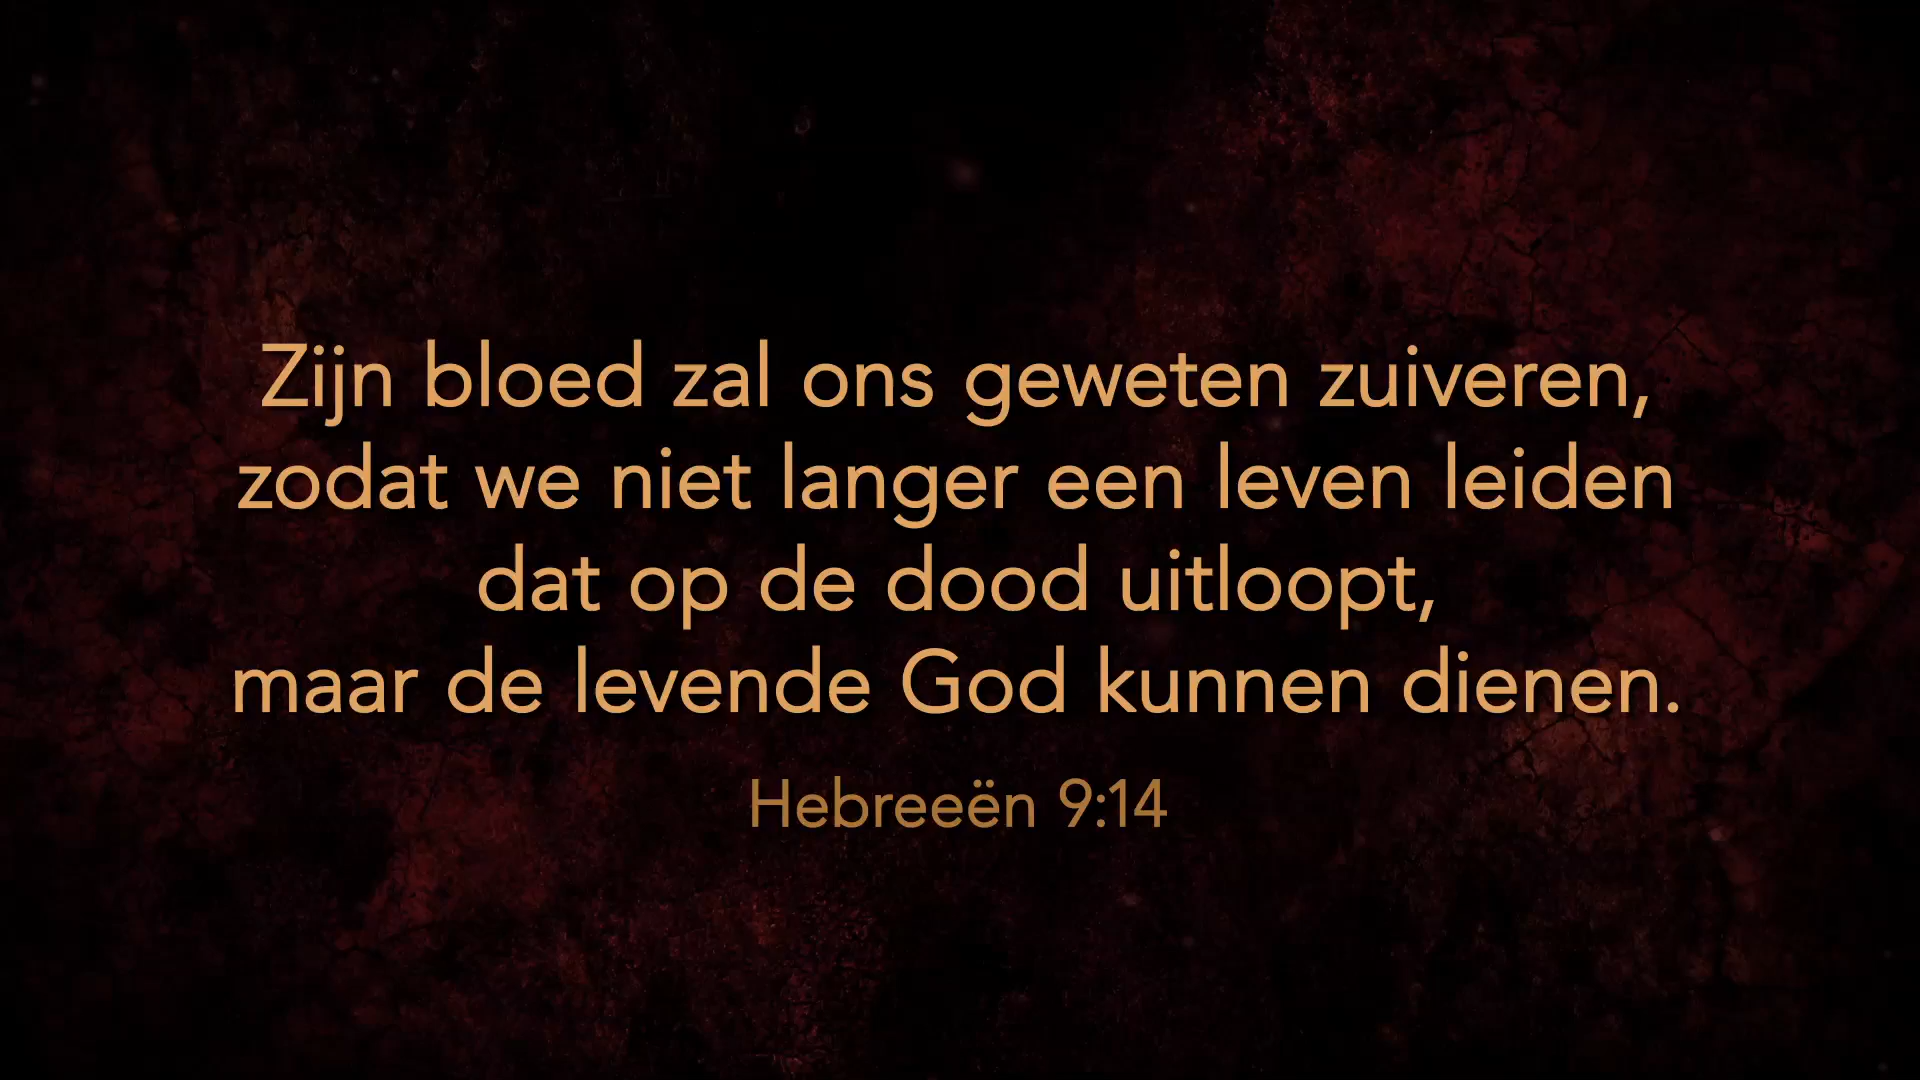 Zijn bloed zal ons geweten zuiveren,
zodat we niet langer een leven leiden
dat op de dood uitloopt,
maar de levende God kunnen dienen.
Hebreeën 9:14